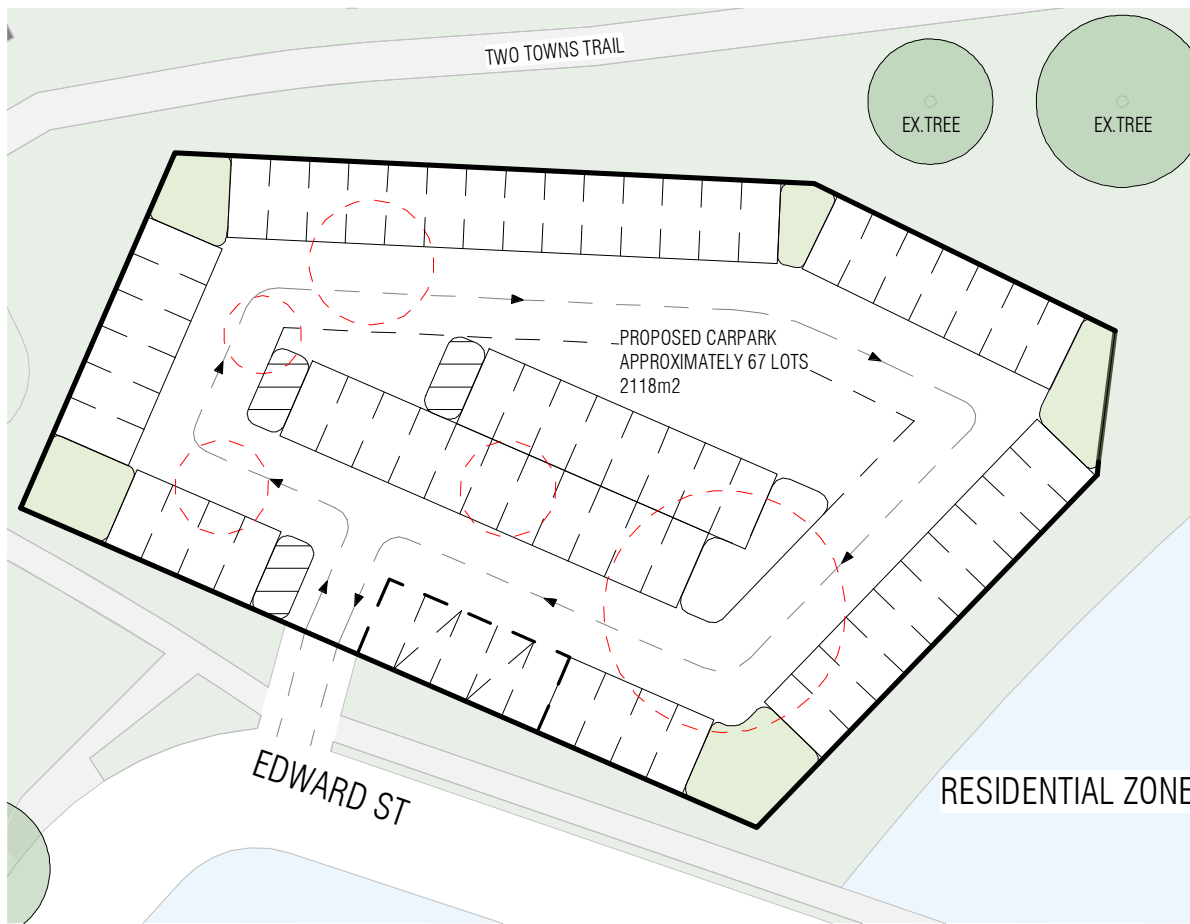 TWO TOWNS TRAIL
EX.TREE
EX.TREE
PROPOSED CARPARK
APPROXIMATELY 67 LOTS
2118m2
EDWARD ST
RESIDENTIAL ZONE